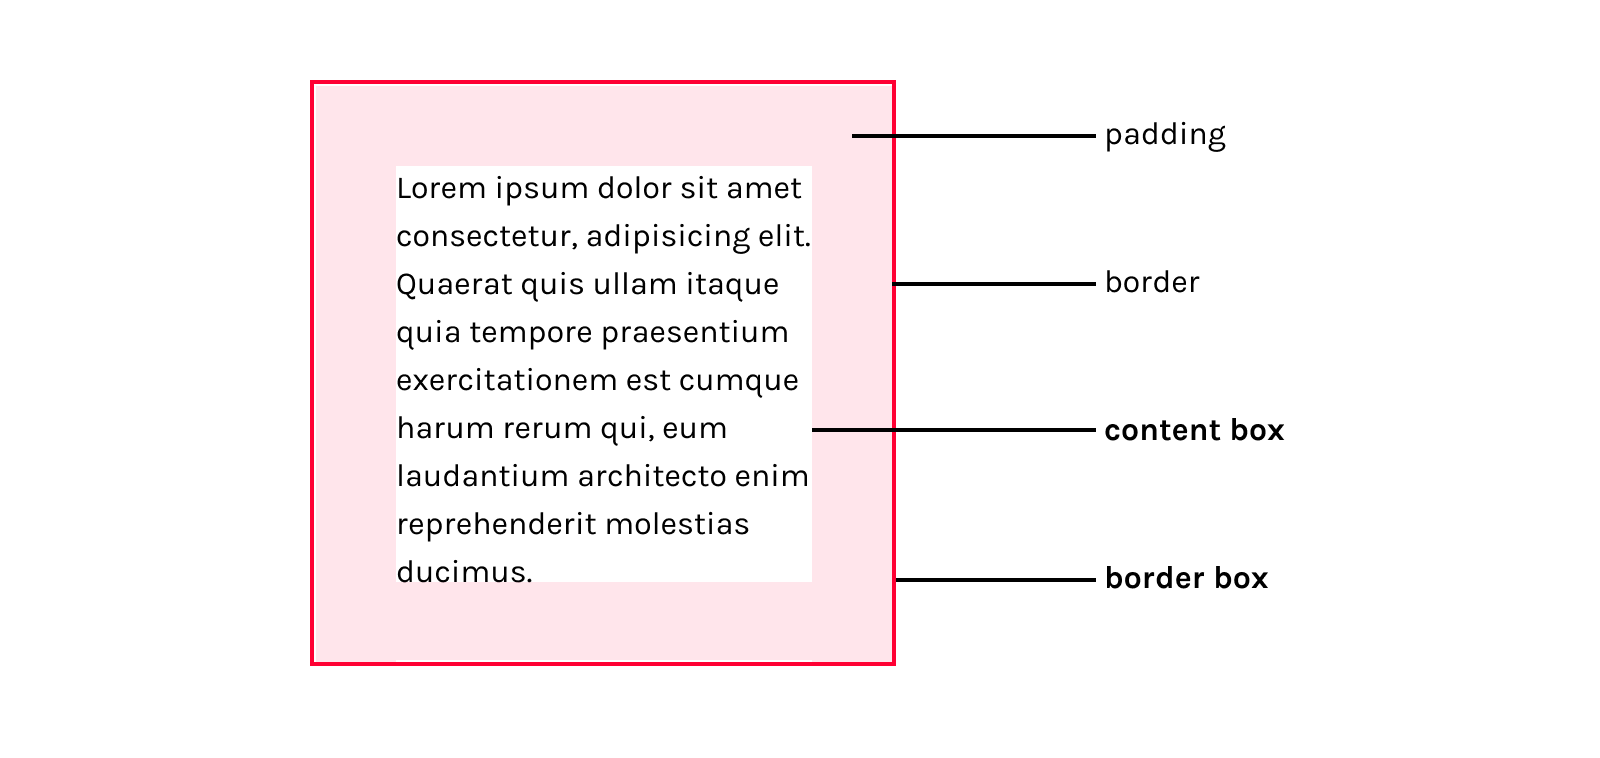 Lorem ipsum dolor sit amet
consectetur, adipisicing elit.
Quaerat quis ullam itaque
quia tempore praesentium
exercitationem est cumque
harum rerum qui, eum
laudantium architecto enim
reprehenderit molestias
ducimus.
padding
border
content box
border box